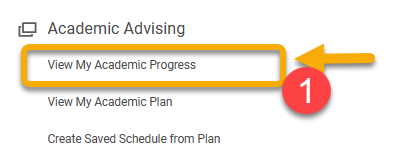 Academic Advising
View My Academic Progress
1
View My Academic Plan
Create Saved Schedule from Plan